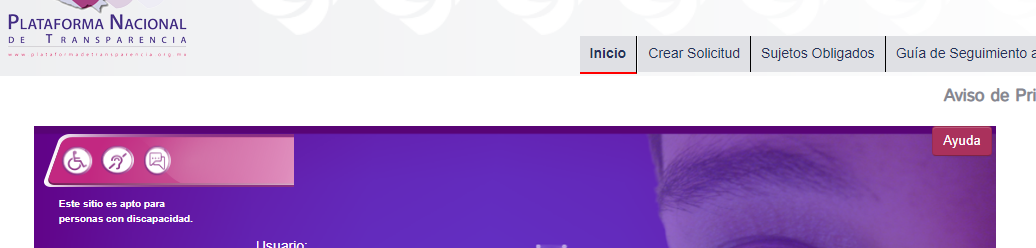 PLATAFORMA NACIONAL
DE TRANSPARENCIA
www.plataformadetransparencia.org.mx
Inicio
Crear Solicitud
Sujetos Obligados
Guía de Seguimiento a
Aviso de Pri
Ayuda
Este sitio es apto para
personas con discapacidad.
Usuario: